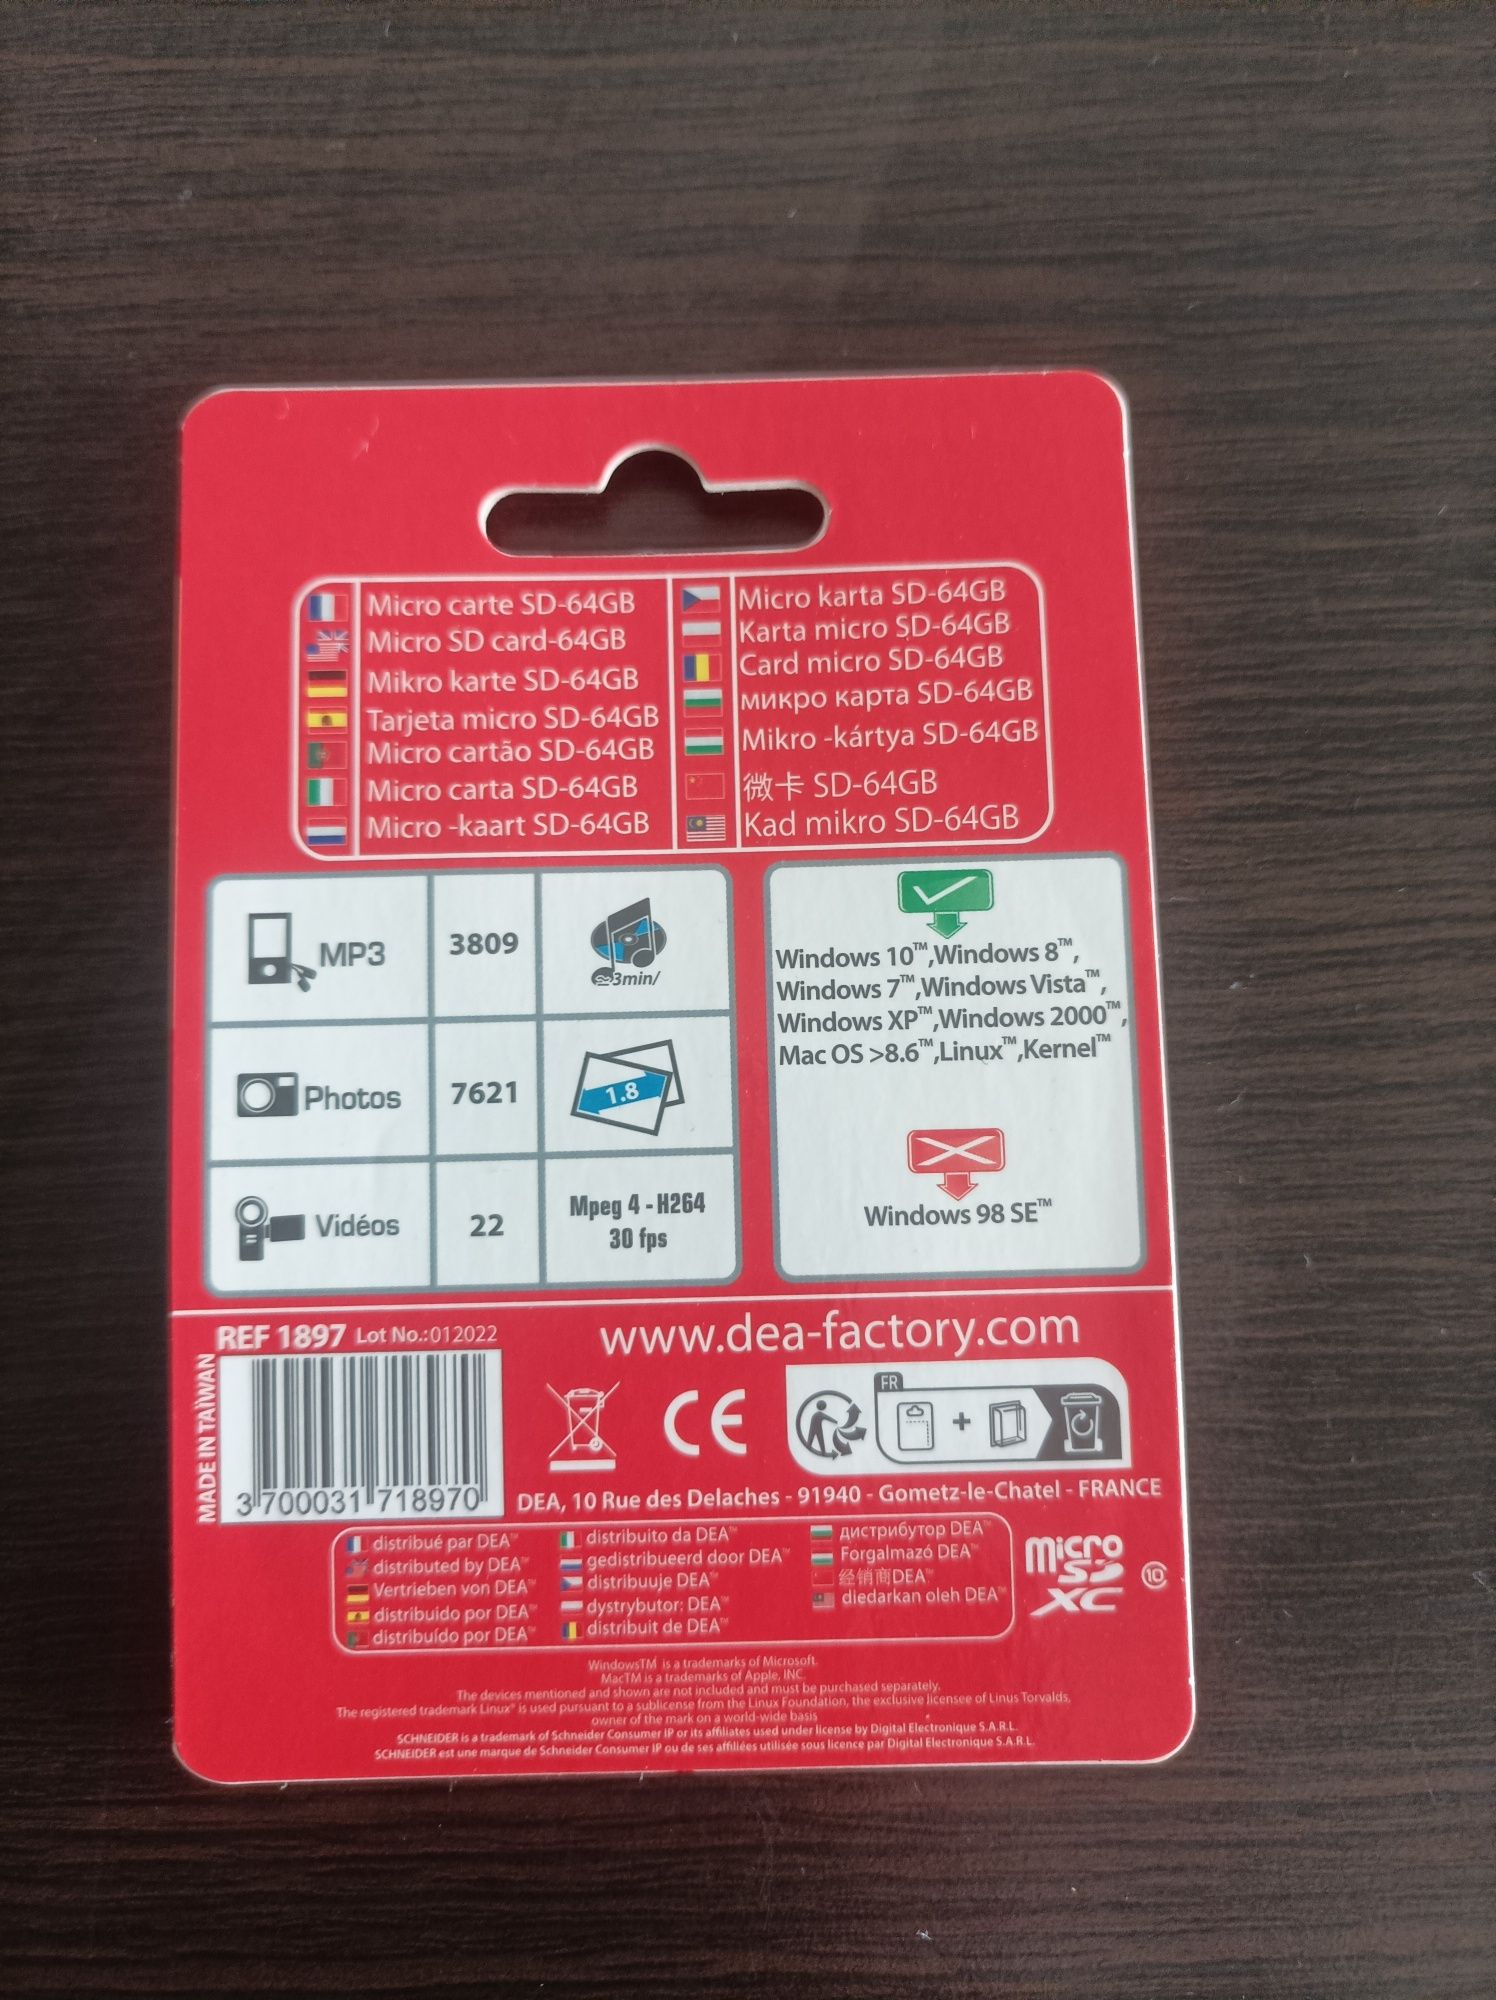 Micro carte SD-64GB
Micro SD card-64GB
Mikro karte SD-64GB
Tarjeta micro SD-64GB
Micro cartão SD-64GB
Micro carta SD-64GB
Micro -kaart SD-64GB
Micro karta SD-64GB
Karta micro SD-64GB
Card micro SD-64GB
микро карта SD-64GB
Mikro -kártya SD-64GB
微卡 SD-64GB
Kad mikro SD-64GB
MP3 3809 ≈3min/
Photos 7621 1.8
Vidéos 22 Mpeg 4 - H264
30 fps
Windows 10™,Windows 8™,
Windows 7™,Windows Vista™,
Windows XP™,Windows 2000™,
Mac OS >8.6™,Linux™,Kernel™
Windows 98 SE™
REF 1897 Lot No.:012022
www.dea-factory.com
MADE IN TAIWAN
3 700031 718970
CE
FR
+
DEA, 10 Rue des Delaches - 91940 - Gometz-le-Chatel - FRANCE
distribué par DEA™
distributed by DEA™
Vertrieben von DEA™
distribuido por DEA™
distribuído por DEA™
distribuito da DEA™
gedistribueerd door DEA™
distribuuje DEA™
dystrybutor: DEA™
distribuit de DEA™
дистрибутор DEA™
Forgalmazó DEA™
经销商DEA™
diedarkan oleh DEA™
micro
SD
XC
10
WindowsTM is a trademarks of Microsoft.
MacTM is a trademarks of Apple, INC.
The devices mentioned and shown are not included and must be purchased separately.
The registered trademark Linux® is used pursuant to a sublicense from the Linux Foundation, the exclusive licensee of Linus Torvalds,
owner of the mark on a world-wide basis
SCHNEIDER is a trademark of Schneider Consumer IP or its affiliates used under license by Digital Electronique S.A.R.L.
SCHNEIDER est une marque de Schneider Consumer IP ou de ses affiliées utilisée sous licence par Digital Electronique S.A.R.L.